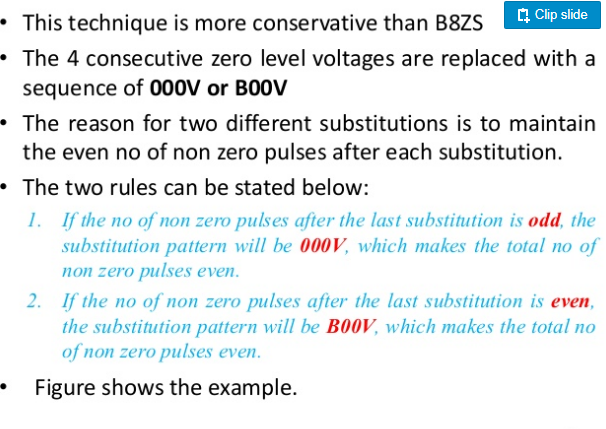 • This technique is more conservative than B8ZS
Clip slide
• The 4 consecutive zero level voltages are replaced with a
sequence of 000V or B00V
• The reason for two different substitutions is to maintain
the even no of non zero pulses after each substitution.
• The two rules can be stated below:
1. If the no of non zero pulses after the last substitution is odd, the
substitution pattern will be 000V, which makes the total no of
non zero pulses even.
2. If the no of non zero pulses after the last substitution is even,
the substitution pattern will be B00V, which makes the total no
of non zero pulses even.
• Figure shows the example.